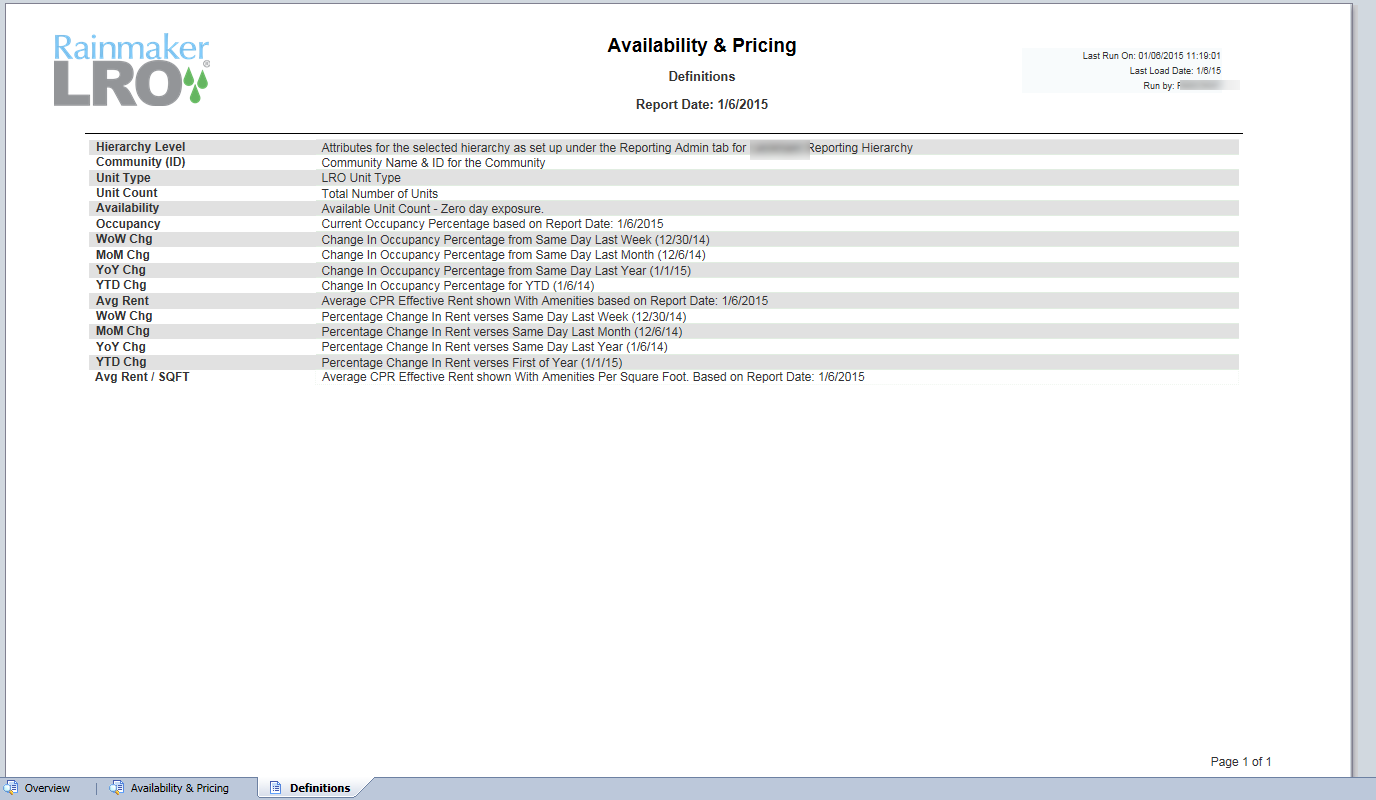 Rainmaker
LRO®
Availability & Pricing
Definitions
Report Date: 1/6/2015
Last Run On: 01/06/2015 11:19:01
Last Load Date: 1/6/15
Run by:
Hierarchy Level Attributes for the selected hierarchy as set up under the Reporting Admin tab for Reporting Hierarchy
Community (ID) Community Name & ID for the Community
Unit Type LRO Unit Type
Unit Count Total Number of Units
Availability Available Unit Count - Zero day exposure.
Occupancy Current Occupancy Percentage based on Report Date: 1/6/2015
WoW Chg Change In Occupancy Percentage from Same Day Last Week (12/30/14)
MoM Chg Change In Occupancy Percentage from Same Day Last Month (12/6/14)
YoY Chg Change In Occupancy Percentage from Same Day Last Year (1/1/15)
YTD Chg Change In Occupancy Percentage for YTD (1/6/14)
Avg Rent Average CPR Effective Rent shown With Amenities based on Report Date: 1/6/2015
WoW Chg Percentage Change In Rent verses Same Day Last Week (12/30/14)
MoM Chg Percentage Change In Rent verses Same Day Last Month (12/6/14)
YoY Chg Percentage Change In Rent verses Same Day Last Year (1/6/14)
YTD Chg Percentage Change In Rent verses First of Year (1/1/15)
Avg Rent / SQFT Average CPR Effective Rent shown With Amenities Per Square Foot. Based on Report Date: 1/6/2015
Page 1 of 1
Overview | Availability & Pricing Definitions